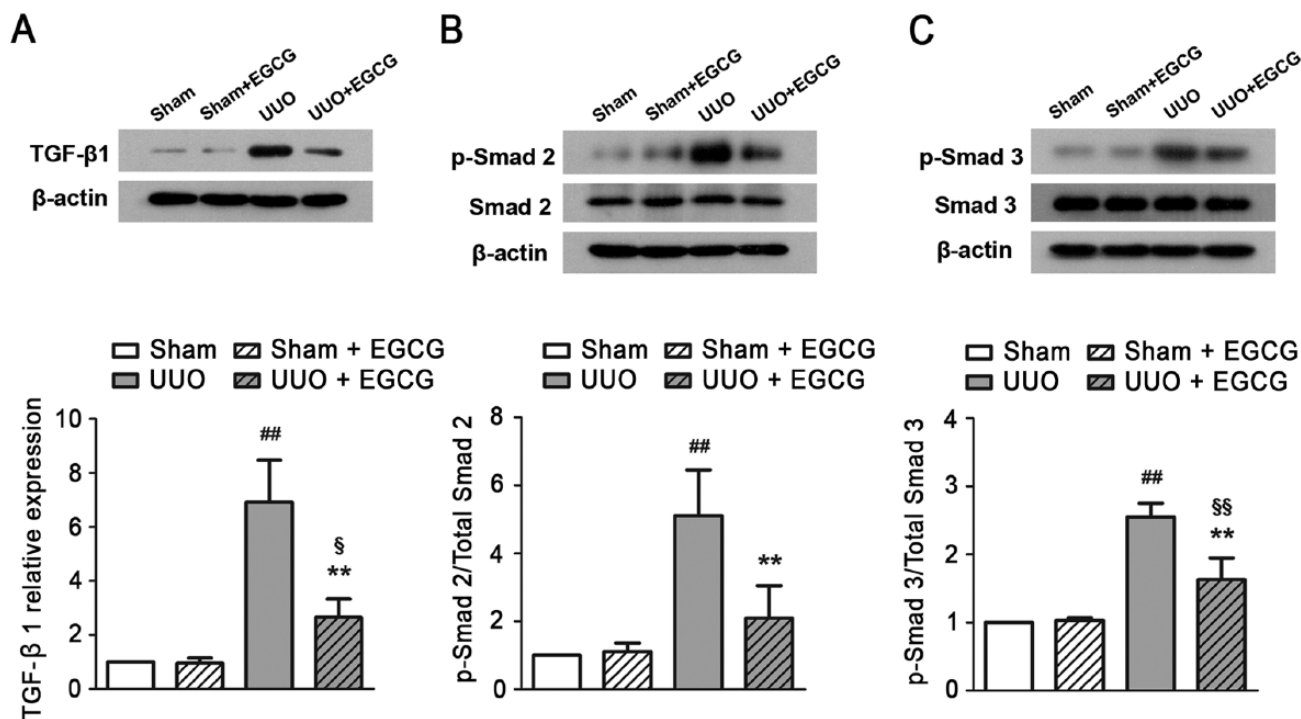 A
Sham
Sham+EGCG
UUO
UUO+EGCG
TGF-β1
β-actin
Sham
Sham + EGCG
UUO
UUO + EGCG
TGF-β 1 relative expression
10
8
6
4
2
0
##
§
**
B
Sham
Sham+EGCG
UUO
UUO+EGCG
p-Smad 2
Smad 2
β-actin
Sham
Sham + EGCG
UUO
UUO + EGCG
p-Smad 2/Total Smad 2
8
6
4
2
0
##
**
C
Sham
Sham+EGCG
UUO
UUO+EGCG
p-Smad 3
Smad 3
β-actin
Sham
Sham + EGCG
UUO
UUO + EGCG
p-Smad 3/Total Smad 3
4
3
2
1
0
##
§§
**